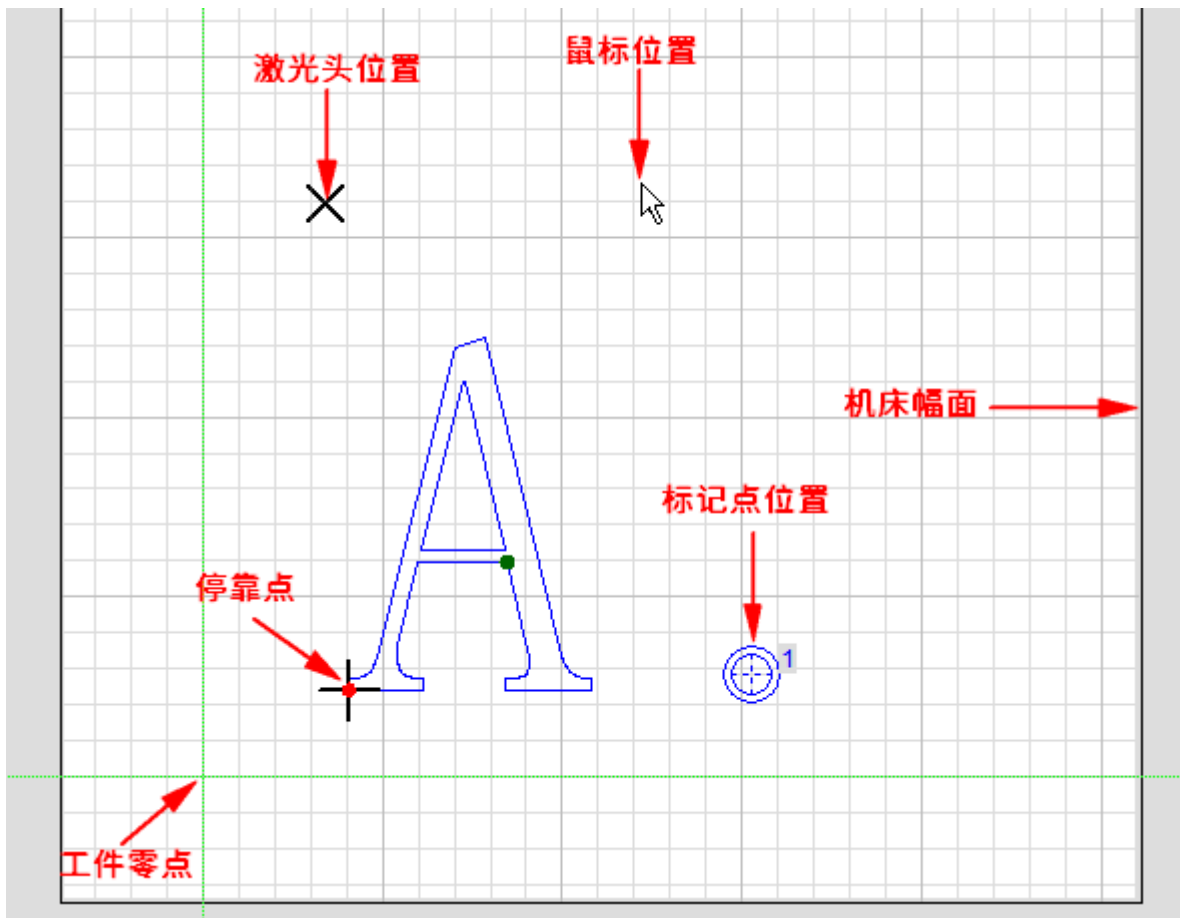 鼠标位置
激光头位置
机床幅面
标记点位置
停靠点
1
工件零点